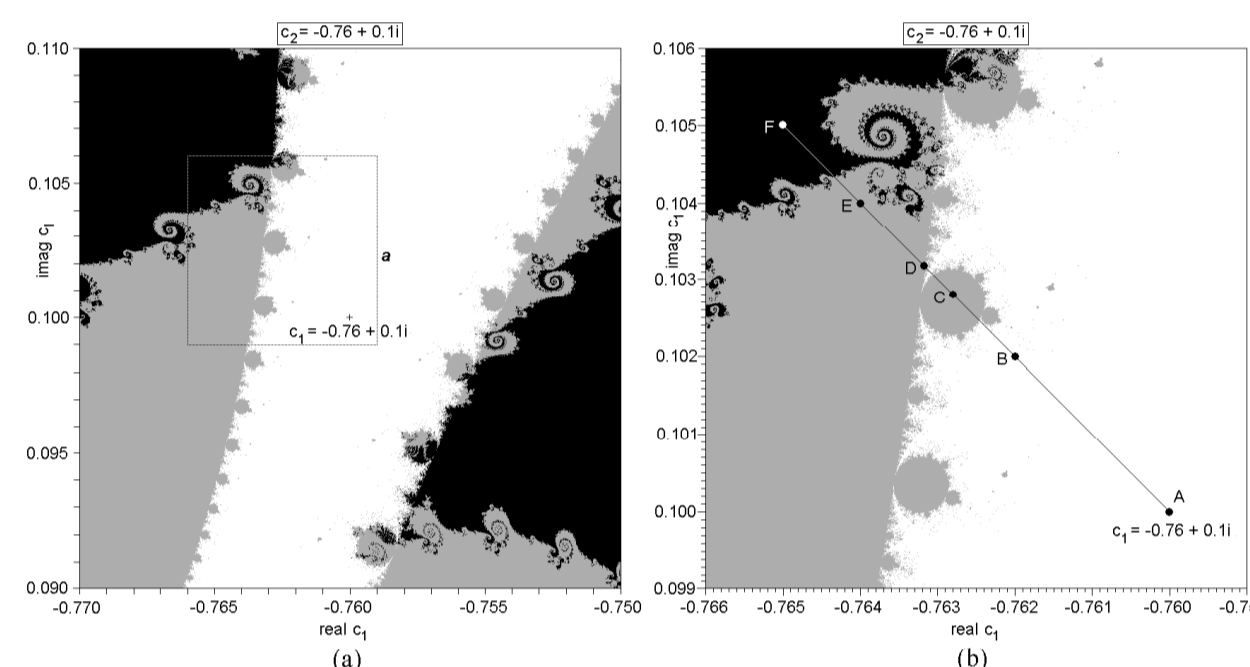 c2= -0.76 + 0.1i
0.110
0.105
0.100
0.095
0.090
imag c1
a
c1= -0.76 + 0.1i
-0.770
-0.765
-0.760
-0.755
-0.750
real c1
(a)
c2= -0.76 + 0.1i
0.106
0.105
0.104
0.103
0.102
0.101
0.100
0.099
imag c1
F
E
D
C
B
A
c1= -0.76 + 0.1i
-0.766
-0.765
-0.764
-0.763
-0.762
-0.761
-0.760
real c1
(b)